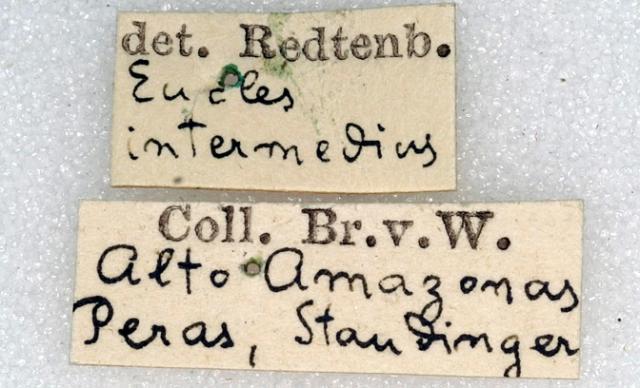 det. Redtenb.
Eucles
intermedius
Coll. Br.v.W.
Alto Amazonas
Peras, Staudinger